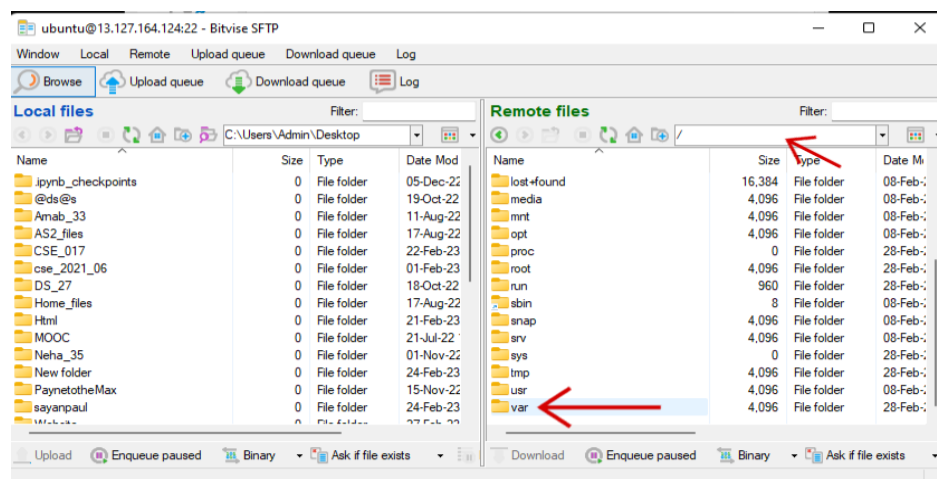 ubuntu@13.127.164.124:22 - Bitvise SFTP
Window Local Remote Upload queue Download queue Log
Browse Upload queue Download queue Log
Local files Filter:
C:\Users\Admin\Desktop
Name Size Type Date Mod
.ipynb_checkpoints 0 File folder 05-Dec-22
@ds@s 0 File folder 19-Oct-22
Arnab_33 0 File folder 11-Aug-22
AS2_files 0 File folder 17-Aug-22
CSE_017 0 File folder 22-Feb-23
cse_2021_06 0 File folder 01-Feb-23
DS_27 0 File folder 18-Oct-22
Home_files 0 File folder 17-Aug-22
Html 0 File folder 21-Feb-23
MOOC 0 File folder 21-Jul-22
Neha_35 0 File folder 01-Nov-22
New folder 0 File folder 24-Feb-23
PaynetotheMax 0 File folder 15-Nov-22
sayanpaul 0 File folder 24-Feb-23
Upload Enqueue paused Binary Ask if file exists
Remote files Filter:
/
Name Size Type Date M
lost+found 16,384 File folder 08-Feb-
media 4,096 File folder 08-Feb-
mnt 4,096 File folder 08-Feb-
opt 4,096 File folder 08-Feb-
proc 0 File folder 28-Feb-
root 4,096 File folder 28-Feb-
run 960 File folder 28-Feb-
sbin 8 File folder 08-Feb-
snap 4,096 File folder 08-Feb-
srv 4,096 File folder 08-Feb-
sys 0 File folder 28-Feb-
tmp 4,096 File folder 28-Feb-
usr 4,096 File folder 08-Feb-
var 4,096 File folder 28-Feb-
Download Enqueue paused Binary Ask if file exists